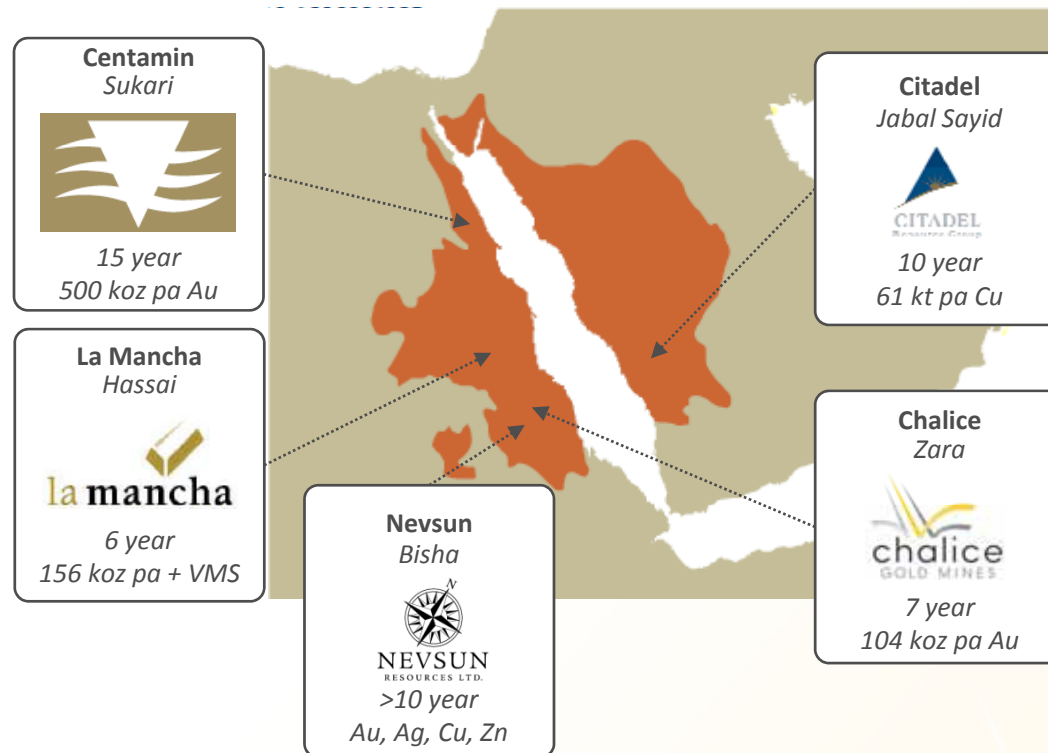 Centamin
Sukari
15 year
500 koz pa Au
La Mancha
Hassai
la mancha
6 year
156 koz pa + VMS
Nevsun
Bisha
N
NEVSUN
RESOURCES LTD.
>10 year
Au, Ag, Cu, Zn
Citadel
Jabal Sayid
CITADEL
Resource Group
10 year
61 kt pa Cu
Chalice
Zara
chalice
GOLD MINES
7 year
104 koz pa Au